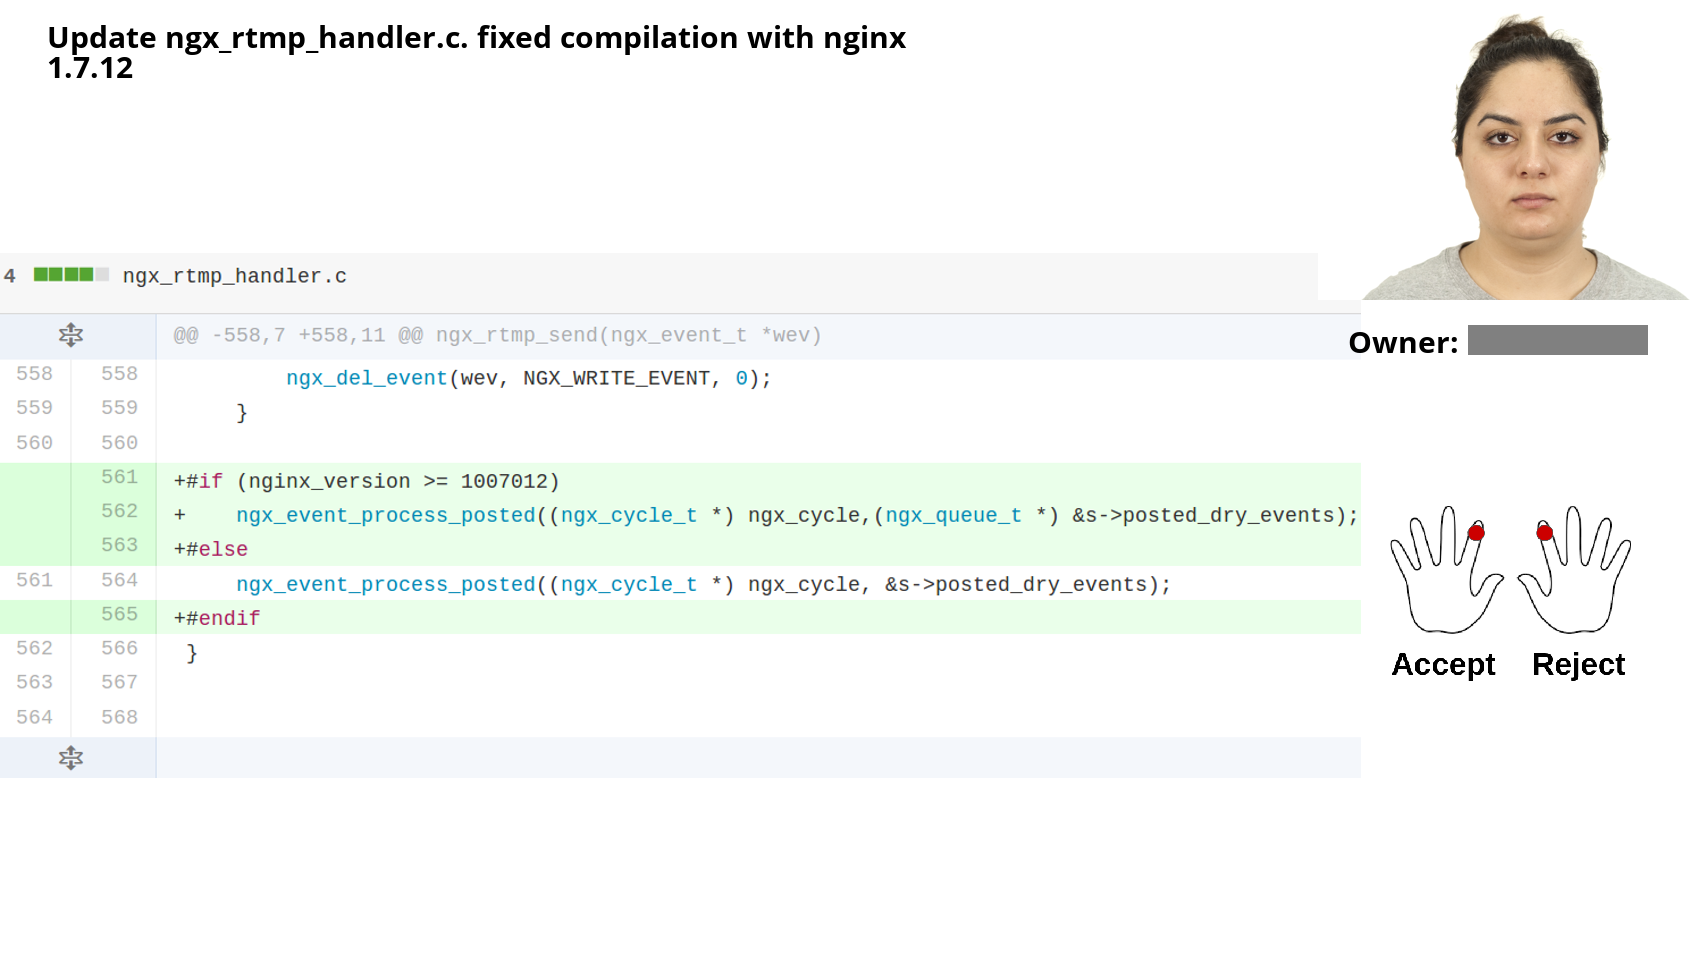 Update ngx_rtmp_handler.c. fixed compilation with nginx
1.7.12
4 ngx_rtmp_handler.c
@@ -558,7 +558,11 @@ ngx_rtmp_send(ngx_event_t *wev)
Owner:
558 558 ngx_del_event(wev, NGX_WRITE_EVENT, 0);
559 559 }
560 560
561 +#if (nginx_version >= 1007012)
562 + ngx_event_process_posted((ngx_cycle_t *) ngx_cycle,(ngx_queue_t *) &s->posted_dry_events);
563 +#else
561 564 ngx_event_process_posted((ngx_cycle_t *) ngx_cycle, &s->posted_dry_events);
565 +#endif
562 566 }
563 567
564 568
Accept Reject